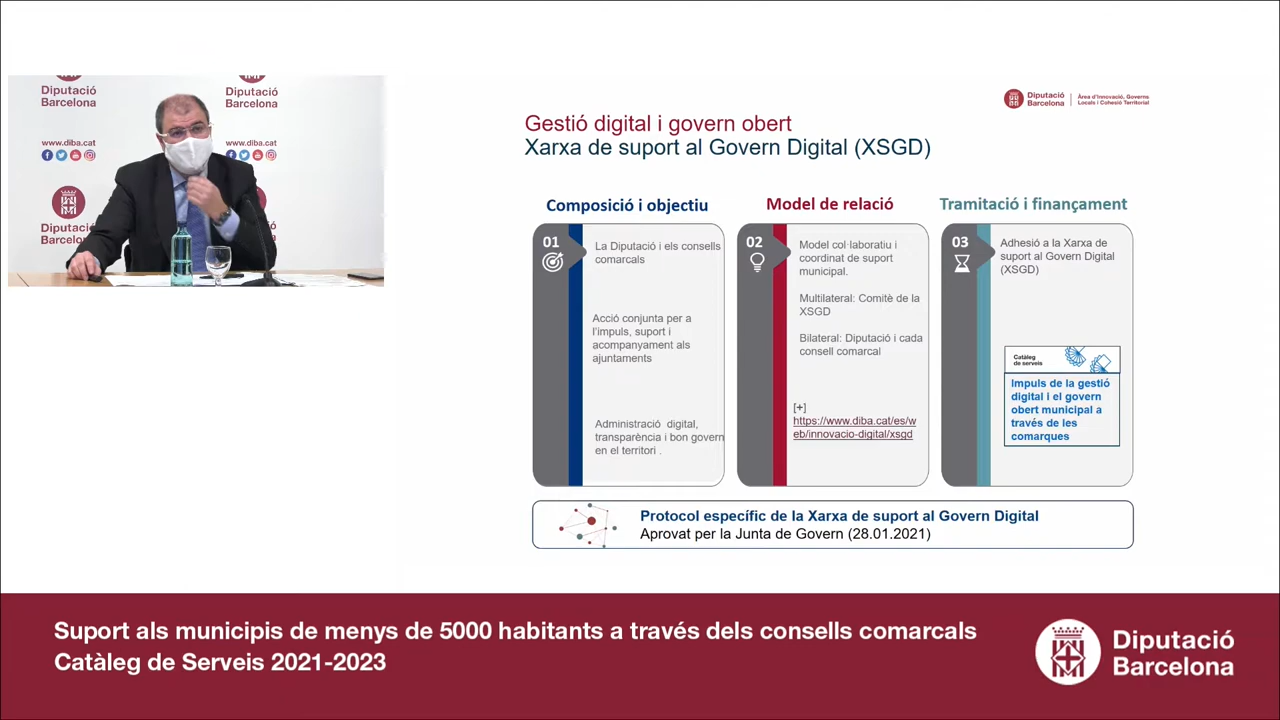 Diputació
Barcelona
Diputació
Barcelona
www.diba.cat
www.diba.cat
Diputació
Diputació
Barcelona
Àrea d'Innovació, Governs
Locals i Cohesió Territorial
Gestió digital i govern obert
Xarxa de suport al Govern Digital (XSGD)
Composició i objectiu
01
La Diputació i els consells
comarcals
Acció conjunta per a
l'impuls, suport i
acompanyament als
ajuntaments
Administració digital,
transparència i bon govern
en el territori .
Model de relació
02
Model col·laboratiu i
coordinat de suport
municipal.
Multilateral: Comitè de la
XSGD
Bilateral: Diputació i cada
consell comarcal
[+]
https://www.diba.cat/es/w
eb/innovacio-digital/xsgd
Tramitació i finançament
03
Adhesió a la Xarxa de
suport al Govern Digital
(XSGD)
Catàleg
de serveis
Impuls de la gestió
digital i el govern
obert municipal a
través de les
comarques
Protocol específic de la Xarxa de suport al Govern Digital
Aprovat per la Junta de Govern (28.01.2021)
Suport als municipis de menys de 5000 habitants a través dels consells comarcals
Catàleg de Serveis 2021-2023
Diputació
Barcelona